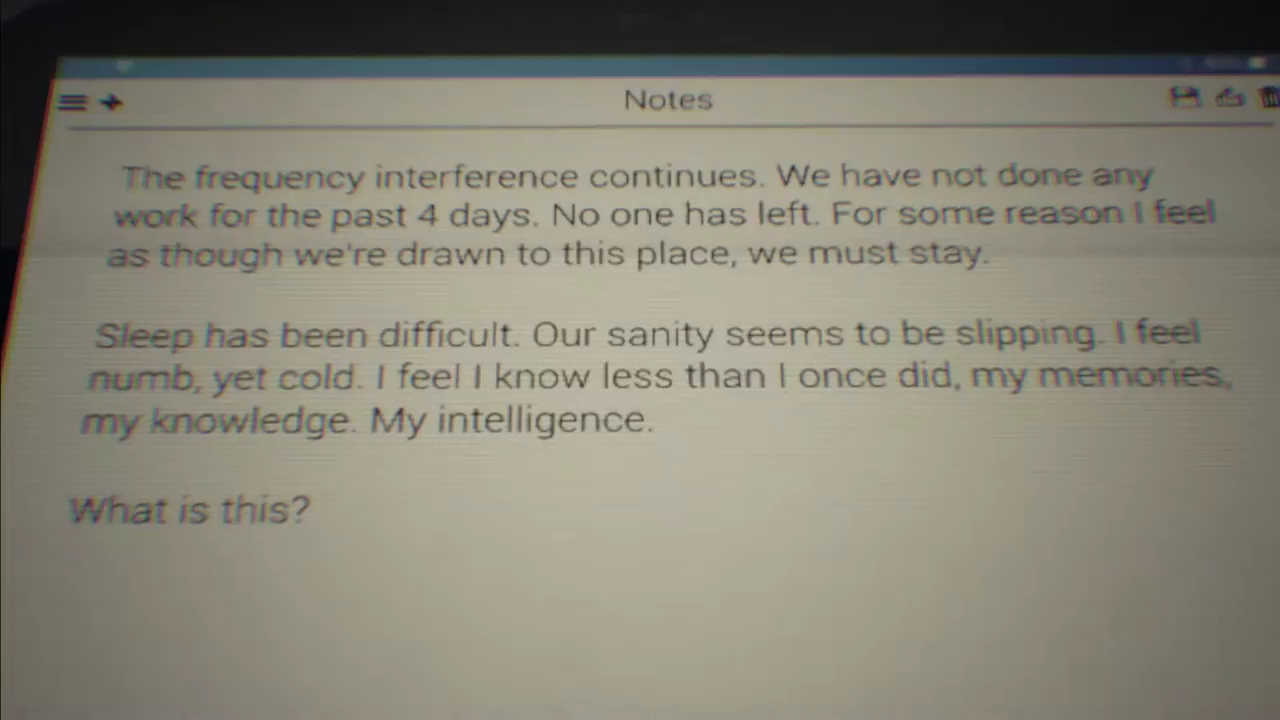 Notes
The frequency interference continues. We have not done any
work for the past 4 days. No one has left. For some reason I feel
as though we're drawn to this place, we must stay.
Sleep has been difficult. Our sanity seems to be slipping. I feel
numb, yet cold. I feel I know less than I once did, my memories,
my knowledge. My intelligence.
What is this?